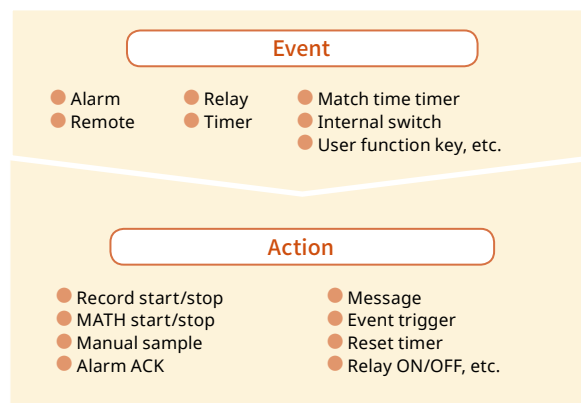 Event
Alarm
Remote
Relay
Timer
Match time timer
Internal switch
User function key, etc.
Action
Record start/stop
MATH start/stop
Manual sample
Alarm ACK
Message
Event trigger
Reset timer
Relay ON/OFF, etc.